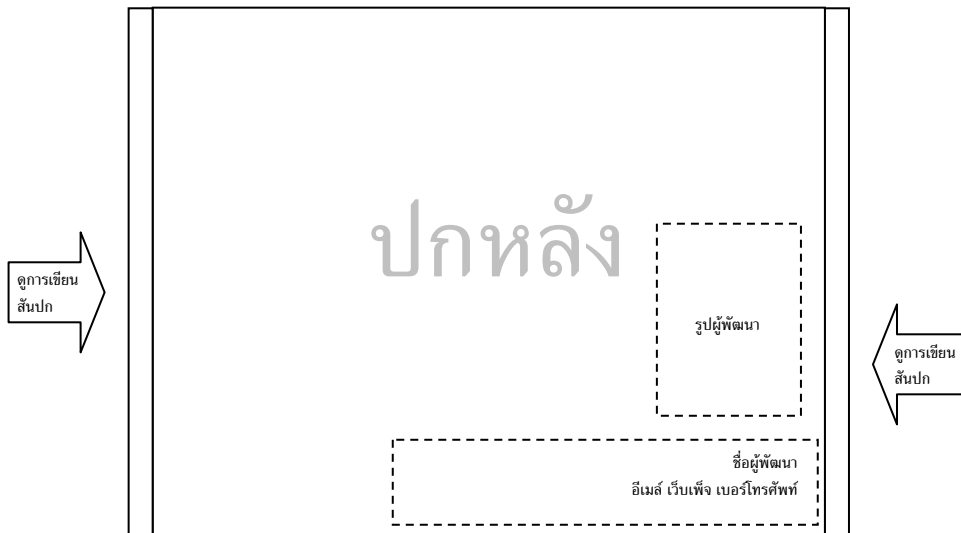 ปกหลัง
ดูการเขียน
สันปก
รูปผู้พัฒนา
ดูการเขียน
สันปก
ชื่อผู้พัฒนา
อีเมล์ เว็บเพ็จ เบอร์โทรศัพท์